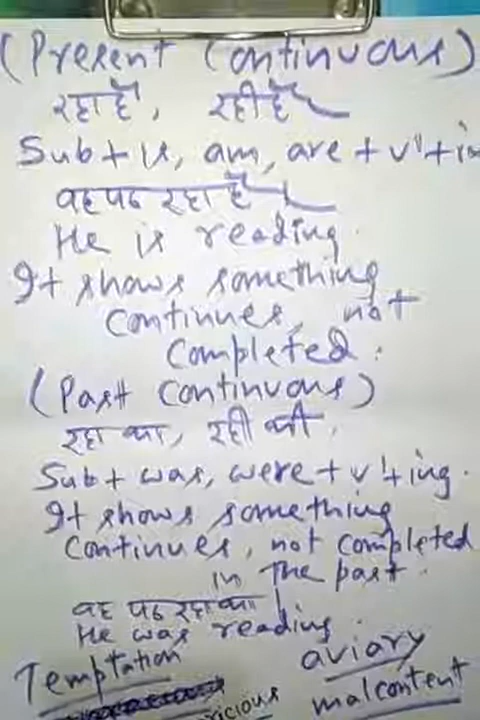 (Present Continuous)
रहा है, रही है
Sub + is, am, are + v1 + in
वह पढ रहा है।
He is reading.
It shows something
continues, not
completed.
(Past Continuous)
रहा था, रही थी,
Sub + was, were + v1 + ing.
It shows something
continues, not completed
in the past.
वह पढ रहा था।
He was reading.
Temptation aviary
icious malcontent